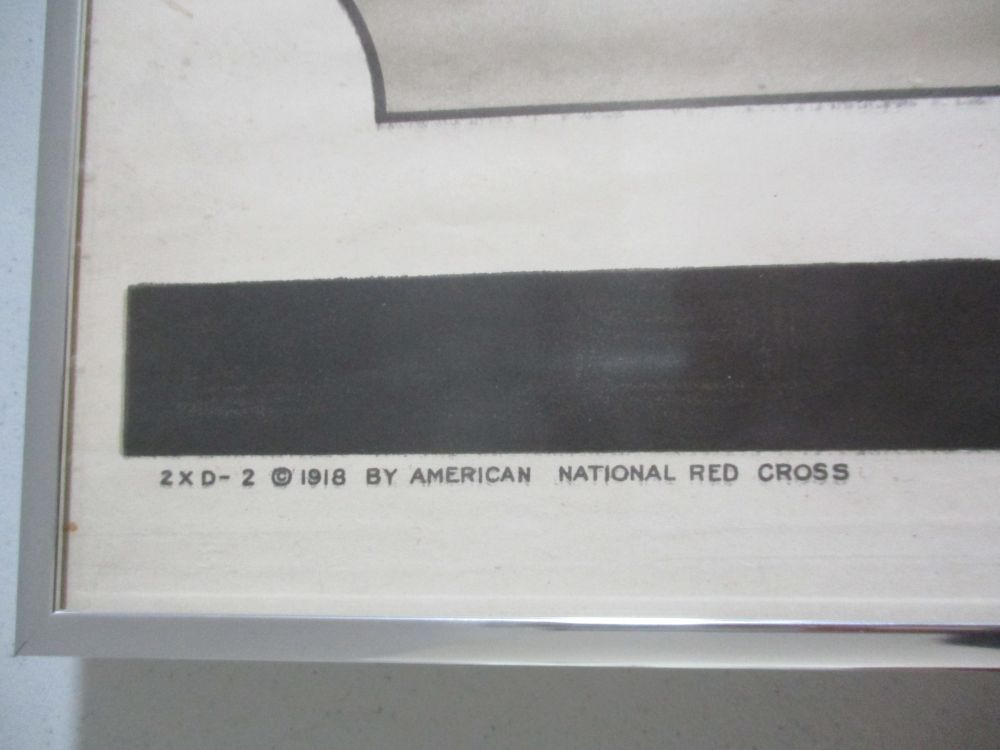 2XD-2 © 1918 BY AMERICAN NATIONAL RED CROSS